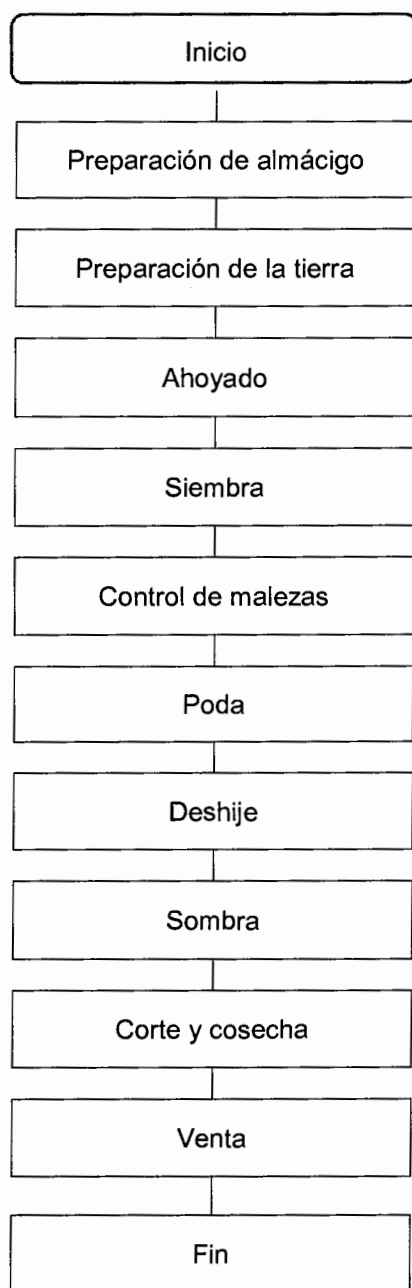 Inicio
Preparación de almácigo
Preparación de la tierra
Ahoyado
Siembra
Control de malezas
Poda
Deshije
Sombra
Corte y cosecha
Venta
Fin